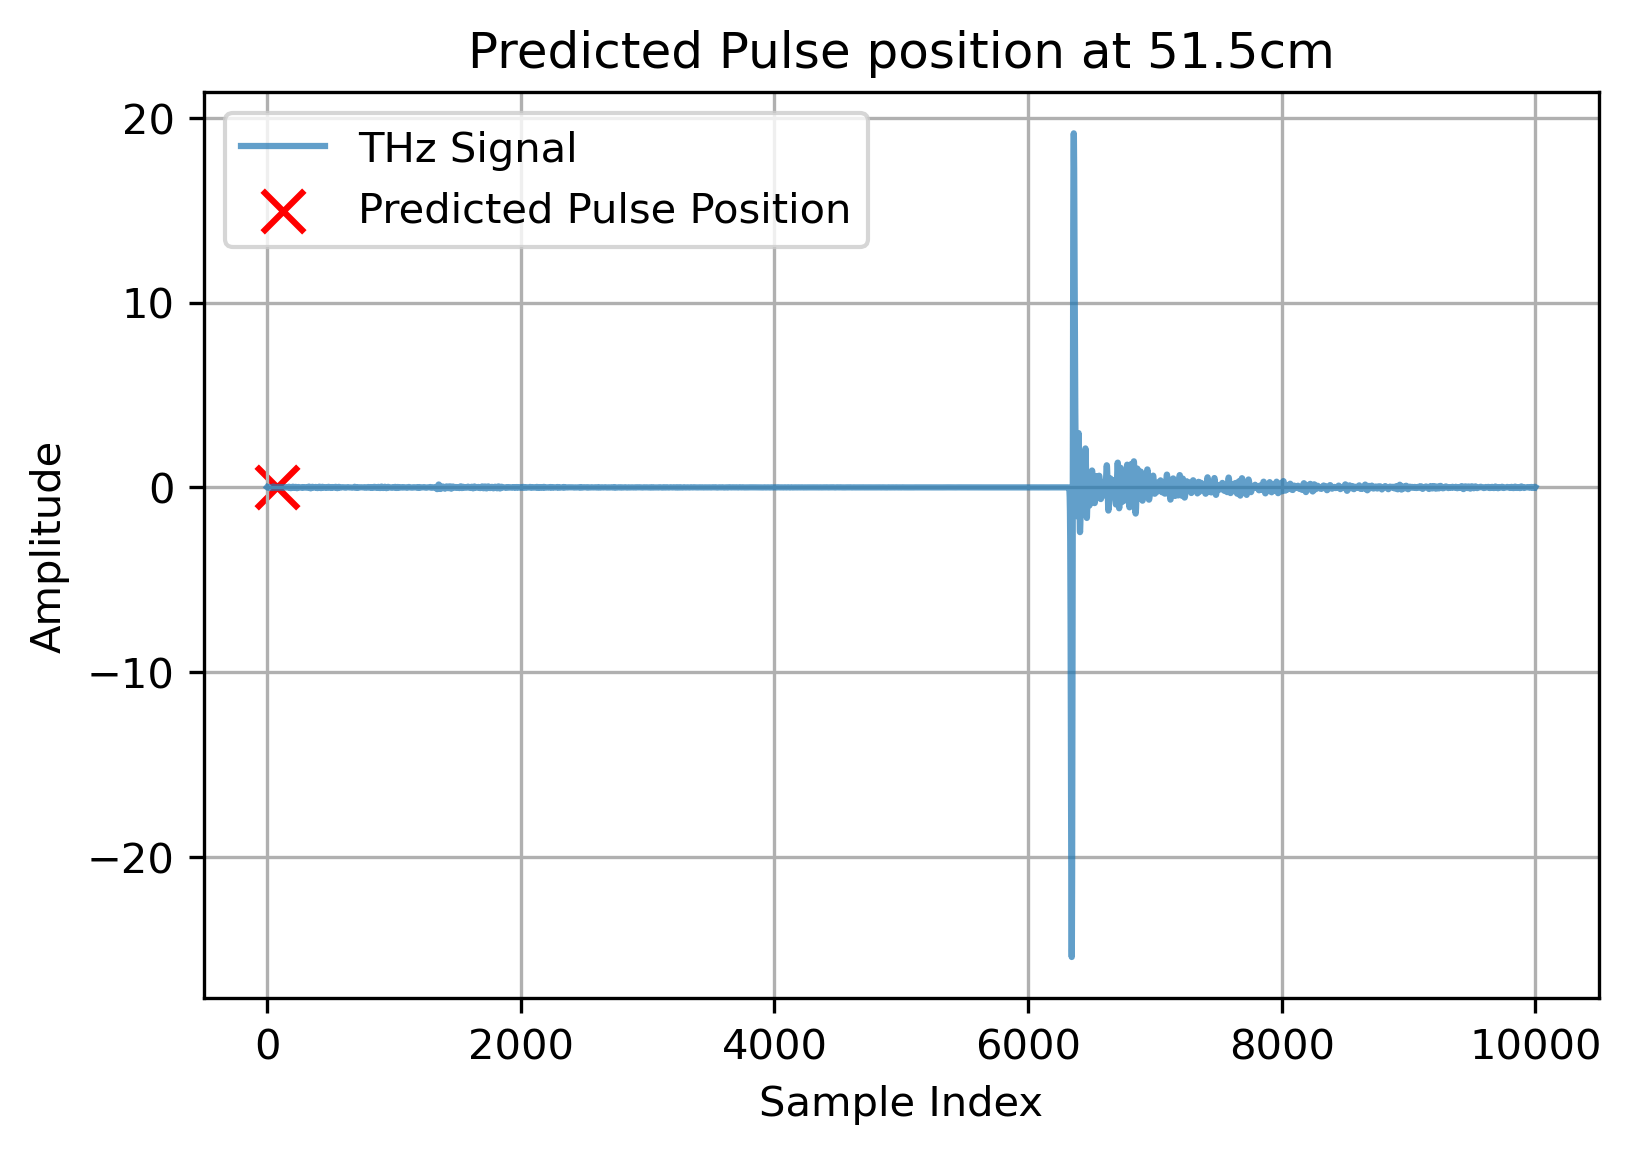 Predicted Pulse position at 51.5cm
THz Signal
Predicted Pulse Position
20
10
0
−10
−20
Amplitude
0 2000 4000 6000 8000 10000
Sample Index